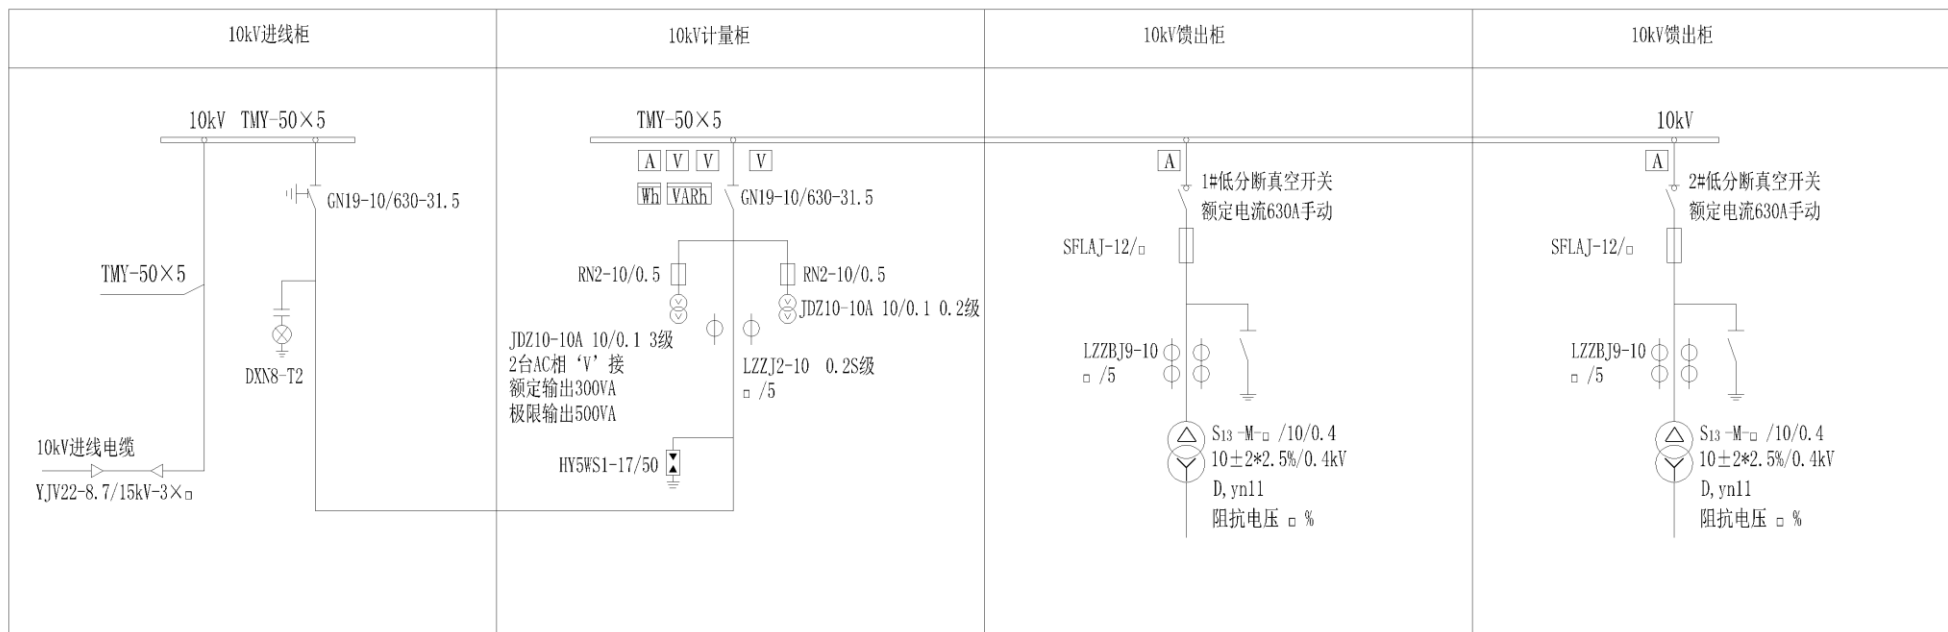 10kV进线柜
10kV计量柜
10kV馈出柜
10kV馈出柜
10kV TMY-50×5
GN19-10/630-31.5
TMY-50×5
DXN8-T2
10kV进线电缆
YJV22-8.7/15kV-3×□
TMY-50×5
A V V V
Wh VARh GN19-10/630-31.5
RN2-10/0.5
RN2-10/0.5
JDZ10-10A 10/0.1 0.2级
JDZ10-10A 10/0.1 3级
2台AC相‘V’接
额定输出300VA
极限输出500VA
LZZJ2-10 0.2S级
□ /5
HY5WS1-17/50
A
1#低分断真空开关
额定电流630A手动
SFLAJ-12/□
LZZBJ9-10
□ /5
S13 -M-□ /10/0.4
10±2*2.5%/0.4kV
D,yn11
阻抗电压 □ %
10kV
A
2#低分断真空开关
额定电流630A手动
SFLAJ-12/□
LZZBJ9-10
□ /5
S13 -M-□ /10/0.4
10±2*2.5%/0.4kV
D,yn11
阻抗电压 □ %